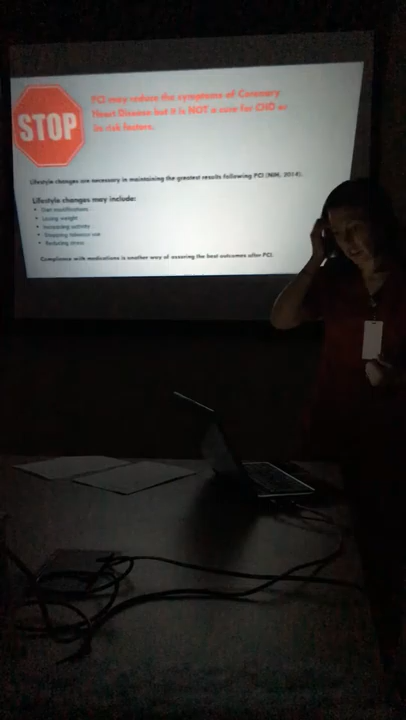 STOP
PCI may reduce the symptoms of Coronary
Heart Disease but it is NOT a cure for CHD or
its risk factors.
Lifestyle changes are necessary in maintaining the greatest results following PCI (NIH, 2014).
Lifestyle changes may include:
• Diet modifications
• Losing weight
• Increasing activity
• Stopping tobacco use
• Reducing stress
Compliance with medications is another way of assuring the best outcomes after PCI.